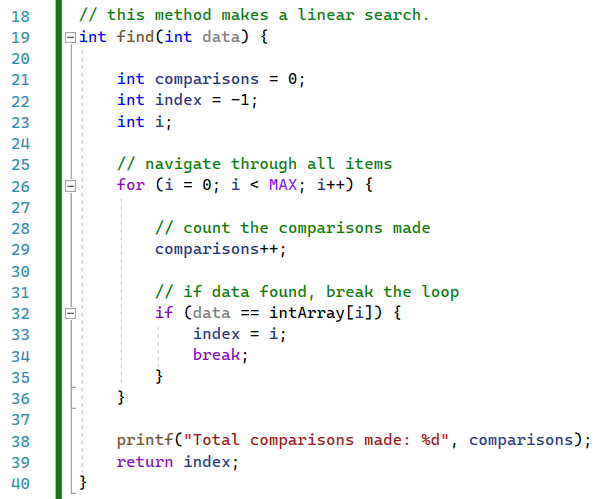 18 // this method makes a linear search.
19 int find(int data) {
20
21     int comparisons = 0;
22     int index = -1;
23     int i;
24
25     // navigate through all items
26     for (i = 0; i < MAX; i++) {
27
28         // count the comparisons made
29         comparisons++;
30
31         // if data found, break the loop
32         if (data == intArray[i]) {
33             index = i;
34             break;
35         }
36     }
37
38     printf("Total comparisons made: %d", comparisons);
39     return index;
40 }